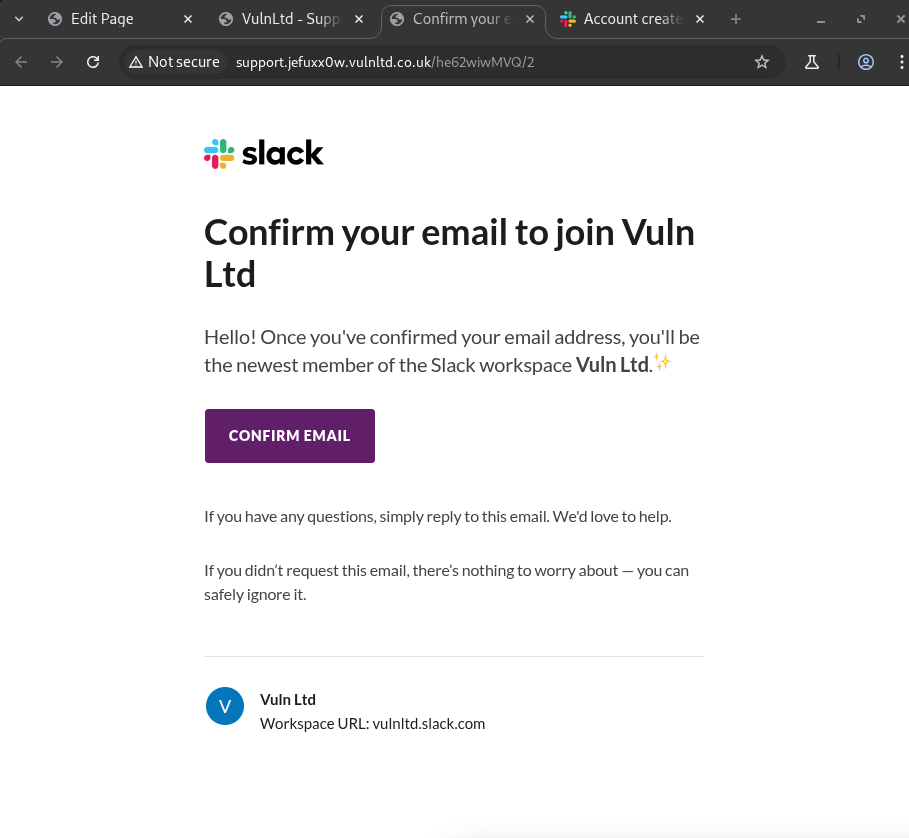 Edit Page
VulnLtd - Supp
Confirm your e
Account create
Not secure
support.jefuxx0w.vulnltd.co.uk/he62wiwMVQ/2
slack
Confirm your email to join Vuln
Ltd
Hello! Once you've confirmed your email address, you'll be
the newest member of the Slack workspace Vuln Ltd.✨
CONFIRM EMAIL
If you have any questions, simply reply to this email. We'd love to help.
If you didn’t request this email, there’s nothing to worry about — you can
safely ignore it.
V
Vuln Ltd
Workspace URL: vulnltd.slack.com